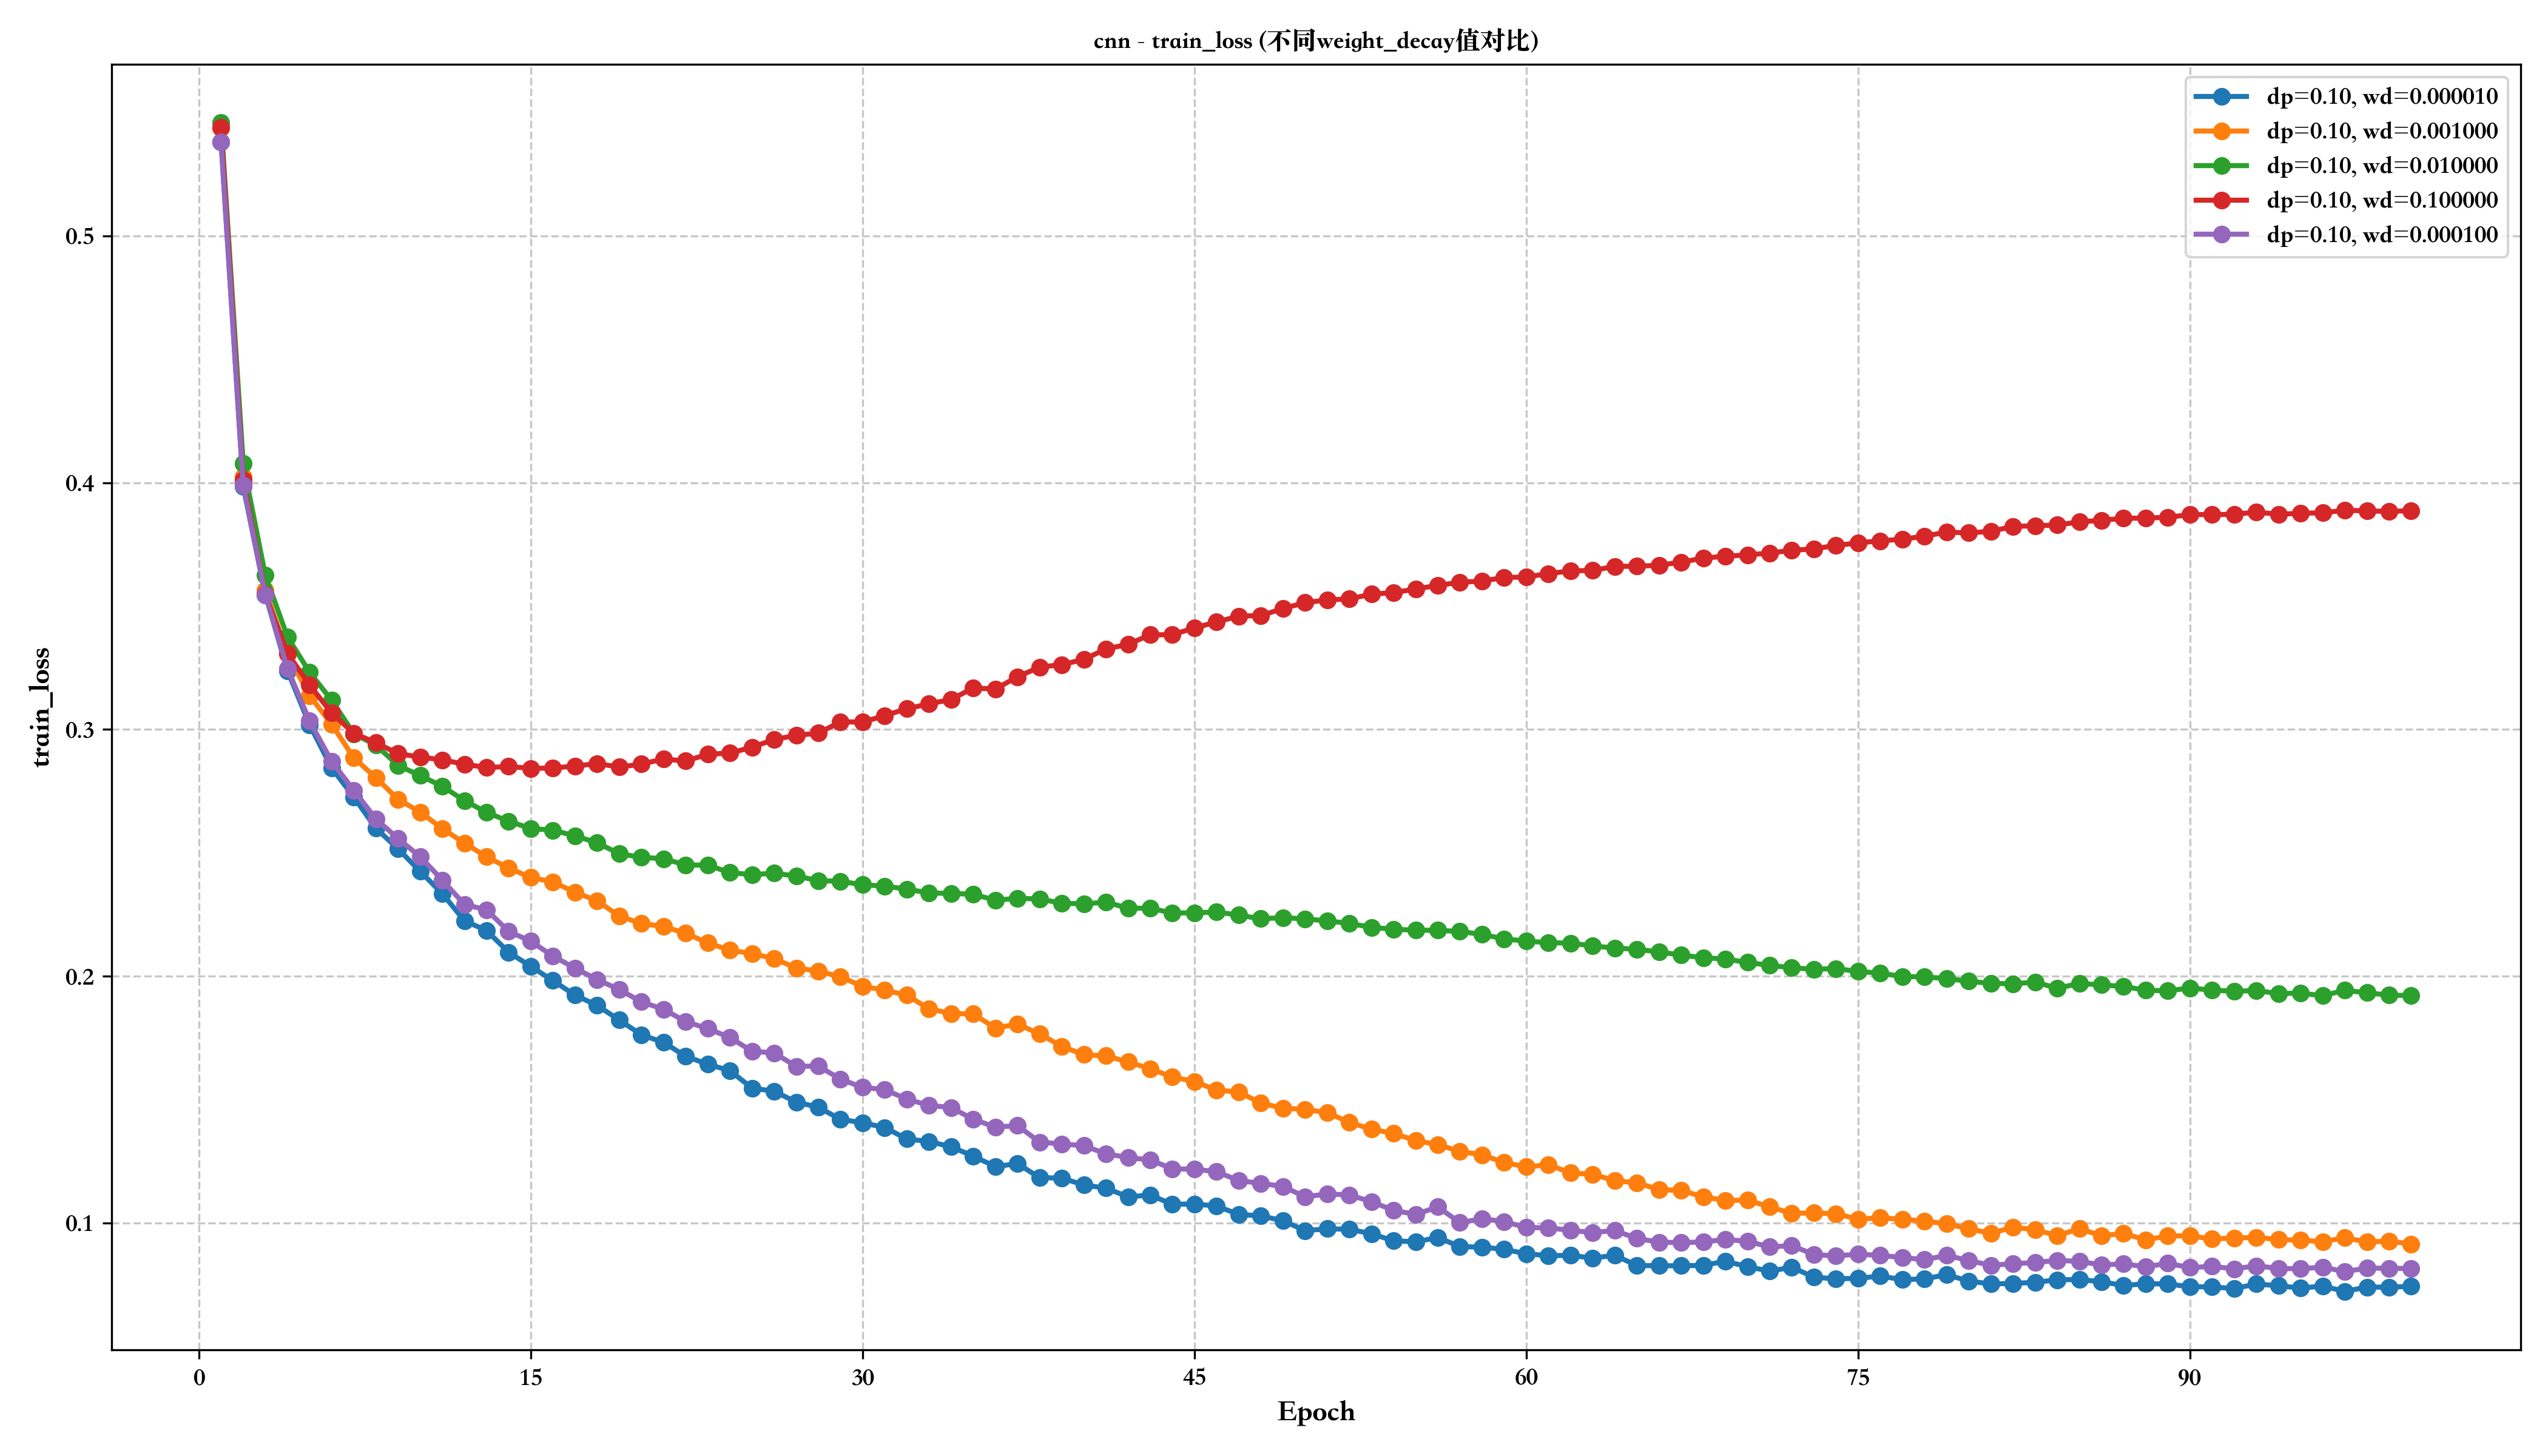 cnn - train_loss (不同weight_decay值对比)
dp=0.10, wd=0.000010
dp=0.10, wd=0.001000
dp=0.10, wd=0.010000
dp=0.10, wd=0.100000
dp=0.10, wd=0.000100
train_loss
0.5
0.4
0.3
0.2
0.1
0 15 30 45 60 75 90
Epoch